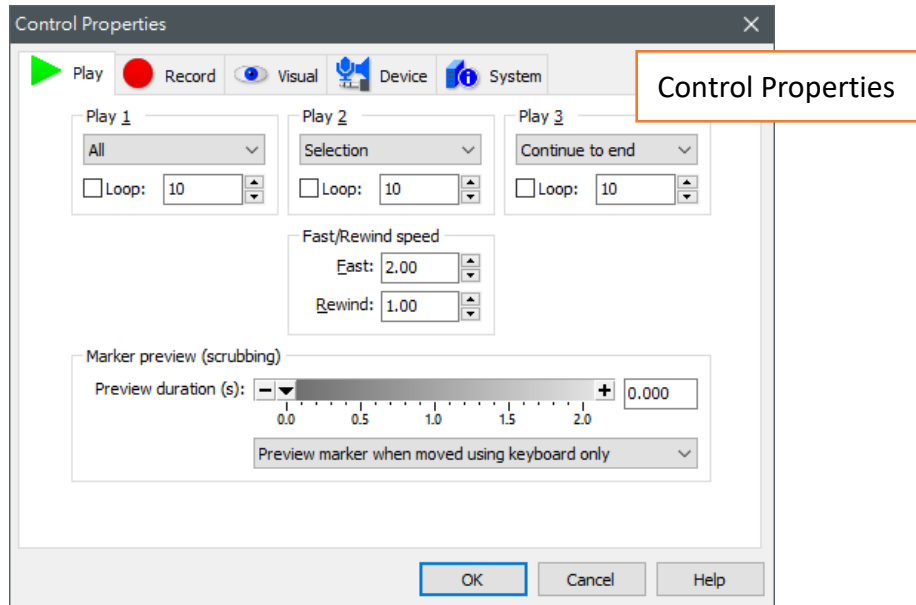 Control Properties
Play Record Visual Device System
Control Properties
Play 1 Play 2 Play 3
All Selection Continue to end
Loop: 10 Loop: 10 Loop: 10
Fast/Rewind speed
Fast: 2.00
Rewind: 1.00
Marker preview (scrubbing)
Preview duration (s): 0.000
0.0 0.5 1.0 1.5 2.0
Preview marker when moved using keyboard only
OK Cancel Help